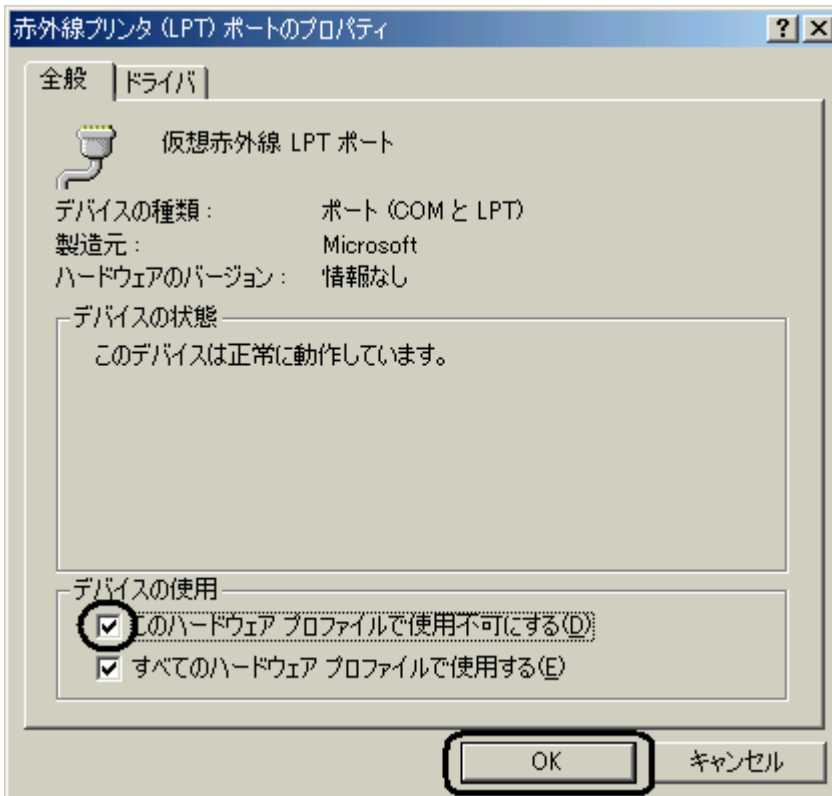 赤外線プリンタ (LPT) ポートのプロパティ
全般 ドライバ
仮想赤外線 LPT ポート
デバイスの種類： ポート (COM と LPT)
製造元： Microsoft
ハードウェアのバージョン： 情報なし
デバイスの状態
このデバイスは正常に動作しています。
デバイスの使用
このハードウェア プロファイルで使用不可にする(D)
すべてのハードウェア プロファイルで使用する(E)
OK キャンセル